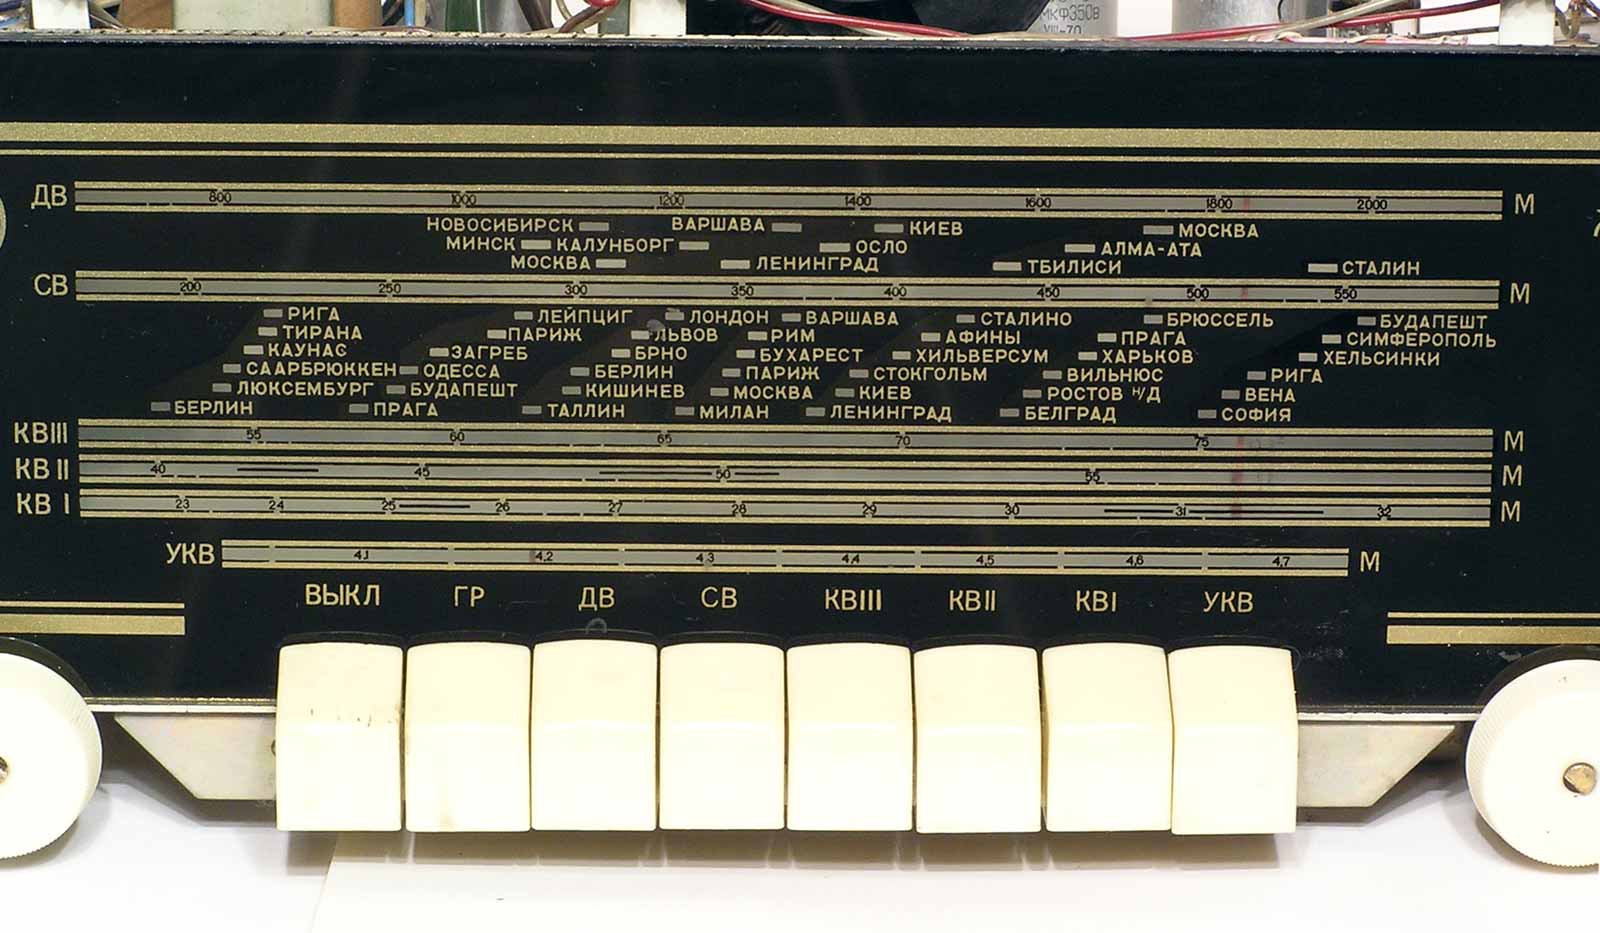 МКФ350В
VIII-70
ДВ 800 1000 1200 1400 1600 1800 2000 М
НОВОСИБИРСК ВАРШАВА КИЕВ МОСКВА
МИНСК КАЛУНБОРГ ОСЛО АЛМА-АТА
МОСКВА ЛЕНИНГРАД ТБИЛИСИ СТАЛИН
СВ 200 250 300 350 400 450 500 550 М
РИГА ЛЕЙПЦИГ ЛОНДОН ВАРШАВА СТАЛИНО БРЮССЕЛЬ БУДАПЕШТ
ТИРАНА ПАРИЖ ЛЬВОВ РИМ АФИНЫ ПРАГА СИМФЕРОПОЛЬ
КАУНАС ЗАГРЕБ БРНО БУХАРЕСТ ХИЛЬВЕРСУМ ХАРЬКОВ ХЕЛЬСИНКИ
СААРБРЮККЕН ОДЕССА БЕРЛИН ПАРИЖ СТОКГОЛЬМ ВИЛЬНЮС РИГА
ЛЮКСЕМБУРГ БУДАПЕШТ КИШИНЕВ МОСКВА КИЕВ РОСТОВ Н/Д ВЕНА
БЕРЛИН ПРАГА ТАЛЛИН МИЛАН ЛЕНИНГРАД БЕЛГРАД СОФИЯ
КВIII 55 60 65 70 75 М
КВ II 40 45 50 55 М
КВ I 23 24 25 26 27 28 29 30 31 32 М
УКВ 4,1 4,2 4,3 4,4 4,5 4,6 4,7 М
ВЫКЛ ГР ДВ СВ КВIII КВII КВI УКВ